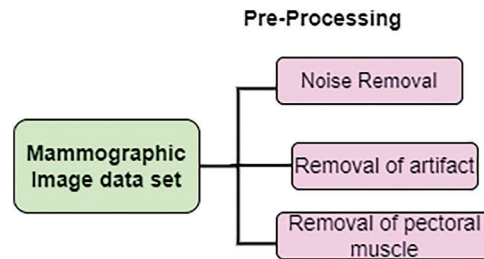 Pre-Processing
Noise Removal
Mammographic
Image data set
Removal of artifact
Removal of pectoral
muscle